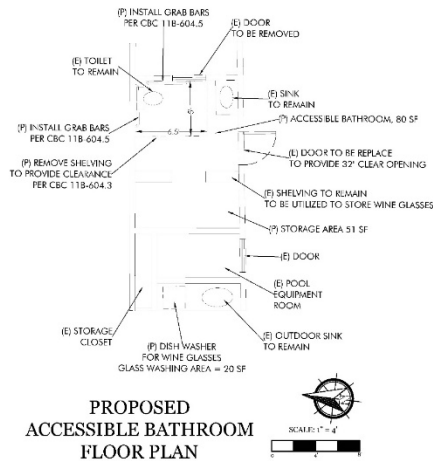 (P) INSTALL GRAB BARS
PER CBC 11B-604.5
(E) DOOR
TO BE REMOVED
(E) TOILET
TO REMAIN
(E) SINK
TO REMAIN
(P) INSTALL GRAB BARS
PER CBC 11B-604.5
6.5'
(P) ACCESSIBLE BATHROOM, 80 SF
(P) REMOVE SHELVING
TO PROVIDE CLEARANCE
PER CBC 11B-604.3
(E) DOOR TO BE REPLACE
TO PROVIDE 32" CLEAR OPENING
(E) SHELVING TO REMAIN
TO BE UTILIZED TO STORE WINE GLASSES
(P) STORAGE AREA 51 SF
(E) DOOR
(E) POOL
EQUIPMENT
ROOM
(E) STORAGE
CLOSET
(P) DISH WASHER
FOR WINE GLASSES
GLASS WASHING AREA = 20 SF
(E) OUTDOOR SINK
TO REMAIN
PROPOSED
ACCESSIBLE BATHROOM
FLOOR PLAN
SCALE: 1" = 4'
0 4' 8